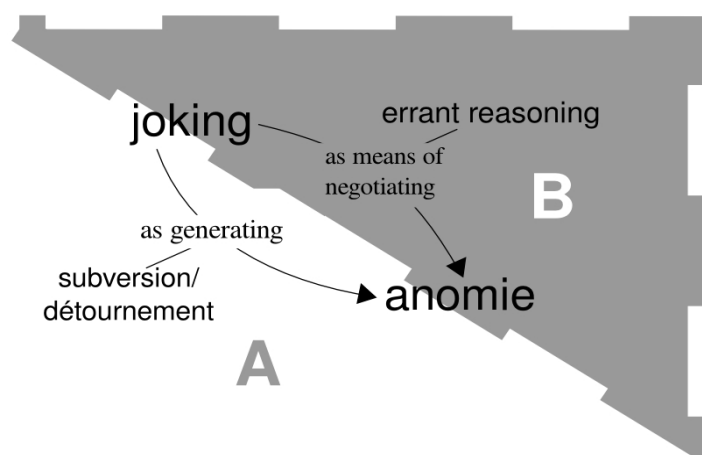 joking
errant reasoning
as means of
negotiating
B
as generating
subversion/
détournement
anomie
A